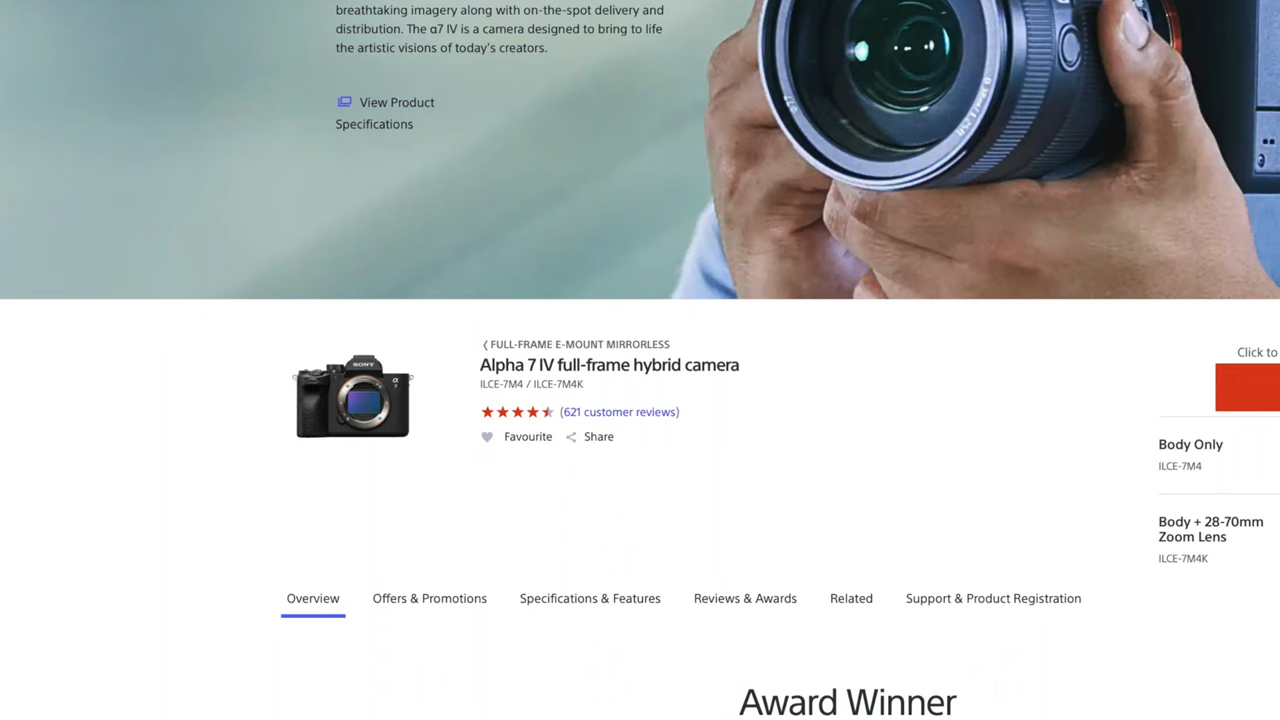 breathtaking imagery along with on-the-spot delivery and
distribution. The α7 IV is a camera designed to bring to life
the artistic visions of today's creators.
View Product
Specifications
SONY
α
7
〈 FULL-FRAME E-MOUNT MIRRORLESS
Alpha 7 IV full-frame hybrid camera
ILCE-7M4 / ILCE-7M4K
(621 customer reviews)
Favourite
Share
Click to
Body Only
ILCE-7M4
Body + 28-70mm
Zoom Lens
ILCE-7M4K
Overview
Offers & Promotions
Specifications & Features
Reviews & Awards
Related
Support & Product Registration
Award Winner